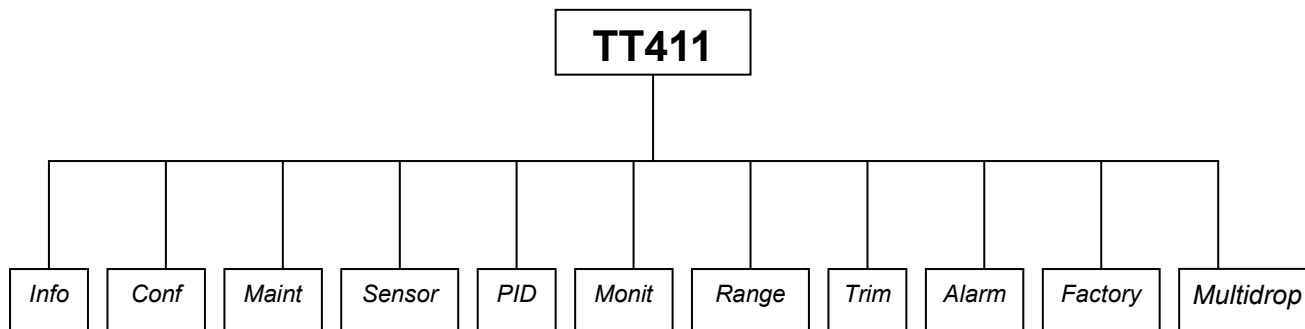 TT411
Info Conf Maint Sensor PID Monit Range Trim Alarm Factory Multidrop